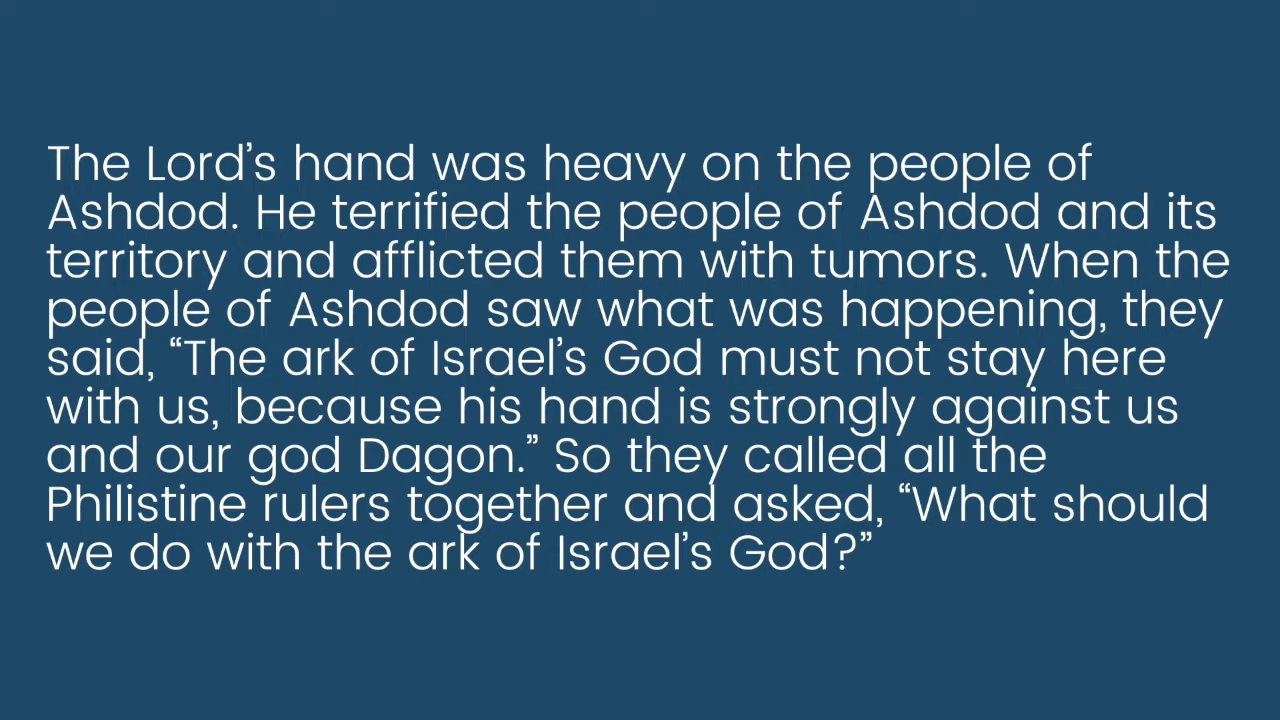 The Lord’s hand was heavy on the people of
Ashdod. He terrified the people of Ashdod and its
territory and afflicted them with tumors. When the
people of Ashdod saw what was happening, they
said, “The ark of Israel’s God must not stay here
with us, because his hand is strongly against us
and our god Dagon.” So they called all the
Philistine rulers together and asked, “What should
we do with the ark of Israel’s God?”